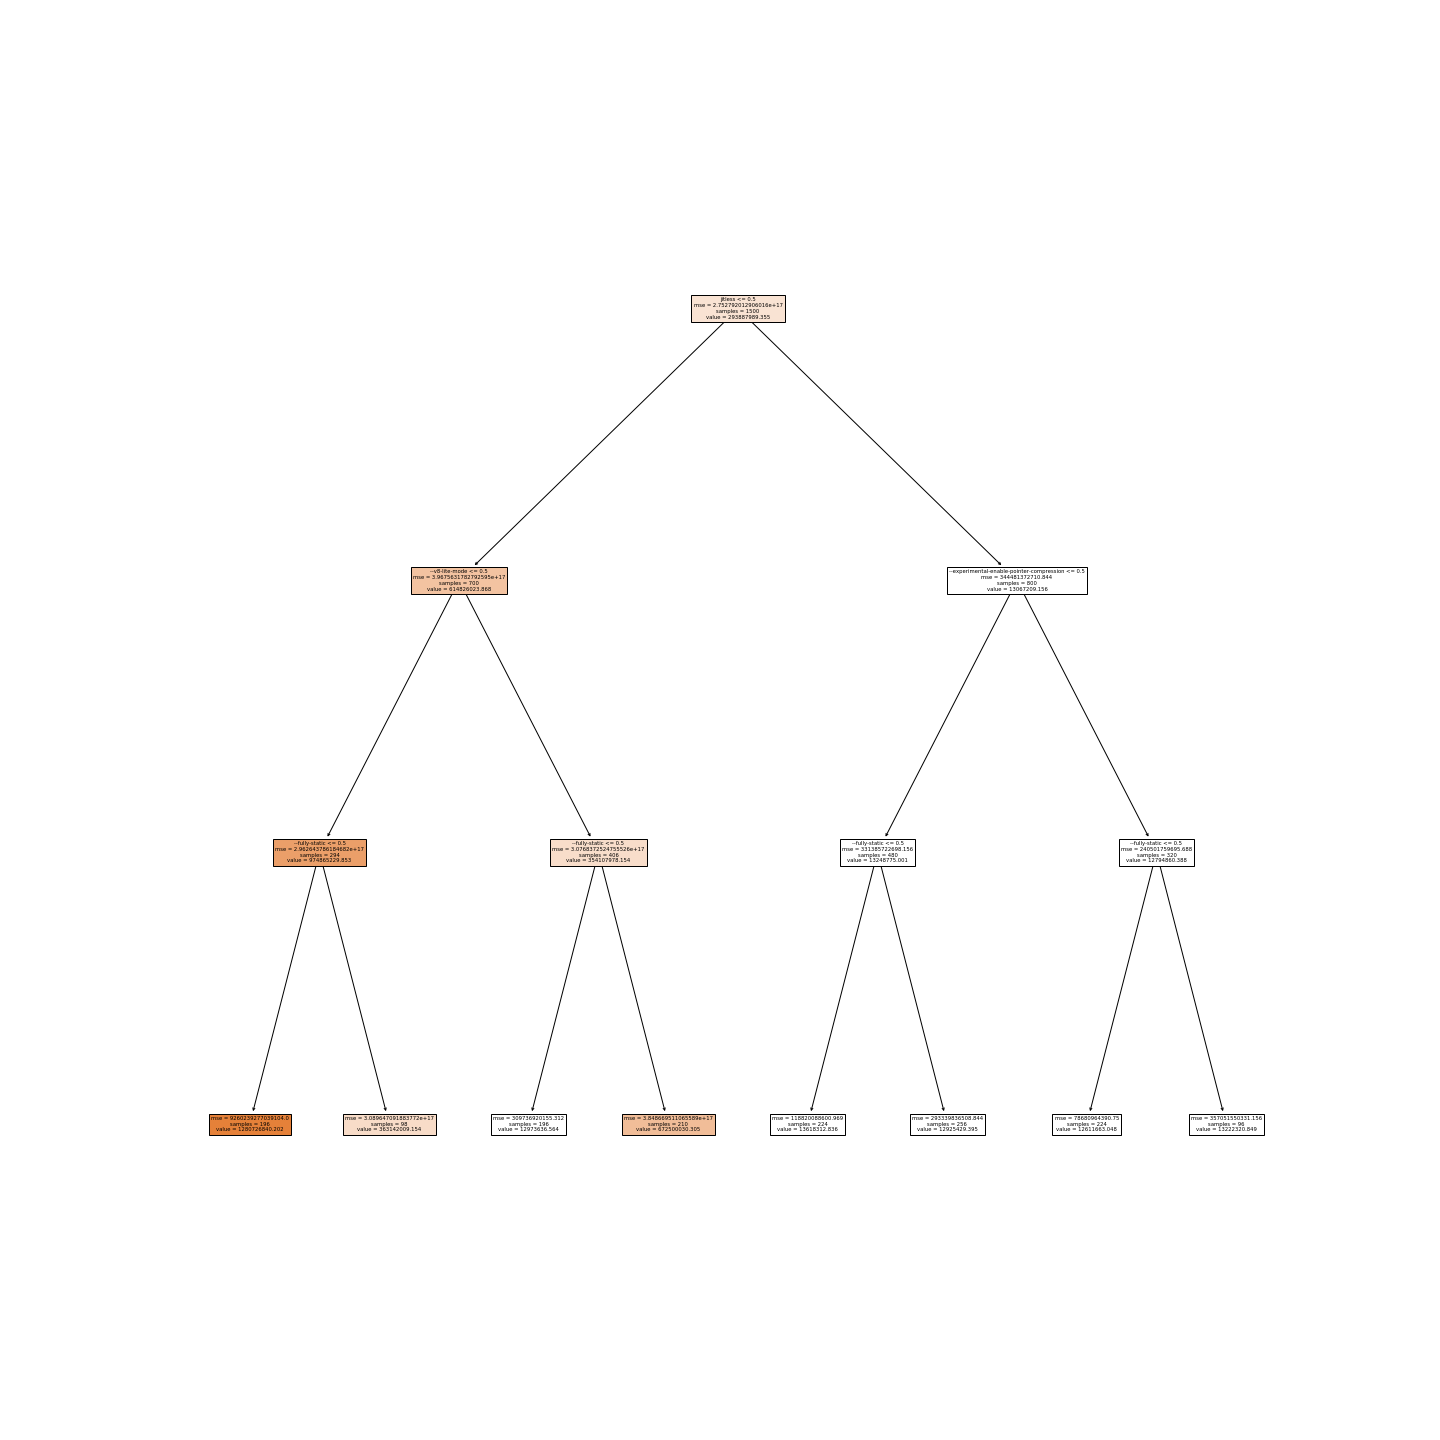 jitless <= 0.5
mse = 2.752792012906016e+17
samples = 1500
value = 293887989.355
--v8-lite-mode <= 0.5
mse = 3.9675631782792595e+17
samples = 700
value = 614826023.868
--experimental-enable-pointer-compression <= 0.5
mse = 344481372710.844
samples = 800
value = 13067209.156
--fully-static <= 0.5
mse = 2.962643786184682e+17
samples = 294
value = 974865229.853
--fully-static <= 0.5
mse = 3.0768372524755526e+17
samples = 406
value = 354107978.154
--fully-static <= 0.5
mse = 331385722698.156
samples = 480
value = 13248775.001
--fully-static <= 0.5
mse = 240501759695.688
samples = 320
value = 12794860.388
mse = 9260239277039104.0
samples = 196
value = 1280726840.202
mse = 3.089647091883772e+17
samples = 98
value = 363142009.154
mse = 309736920155.312
samples = 196
value = 12973636.564
mse = 3.848669511065589e+17
samples = 210
value = 672500030.305
mse = 118820088600.969
samples = 224
value = 13618312.836
mse = 293339836508.844
samples = 256
value = 12925429.395
mse = 78680964390.75
samples = 224
value = 12611663.048
mse = 357051550331.156
samples = 96
value = 13222320.849